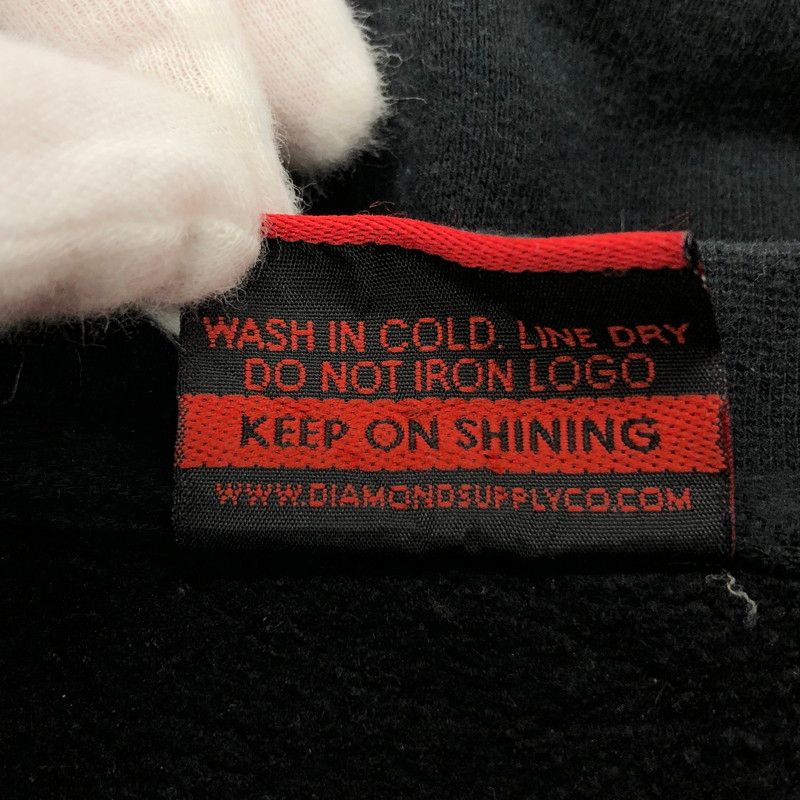 WASH IN COLD. LINE DRY
DO NOT IRON LOGO
KEEP ON SHINING
WWW.DIAMONDSUPPLYCO.COM